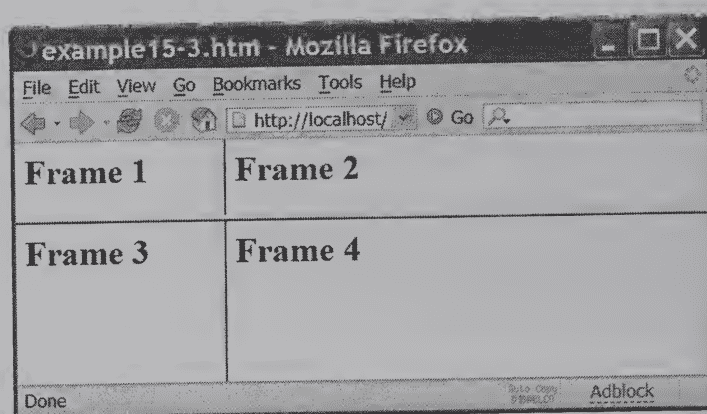 example15-3.htm - Mozilla Firefox
File Edit View Go Bookmarks Tools Help
http://localhost/ Go
Frame 1 Frame 2
Frame 3 Frame 4
Done Adblock